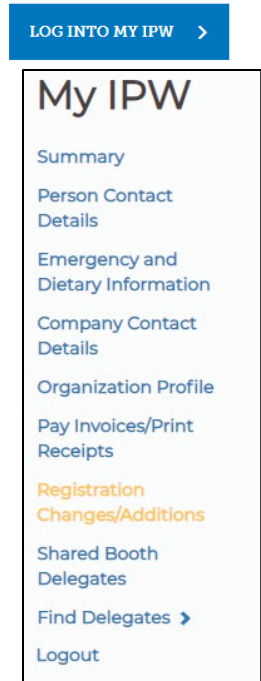 LOG INTO MY IPW
My IPW
Summary
Person Contact
Details
Emergency and
Dietary Information
Company Contact
Details
Organization Profile
Pay Invoices/Print
Receipts
Registration
Changes/Additions
Shared Booth
Delegates
Find Delegates
Logout